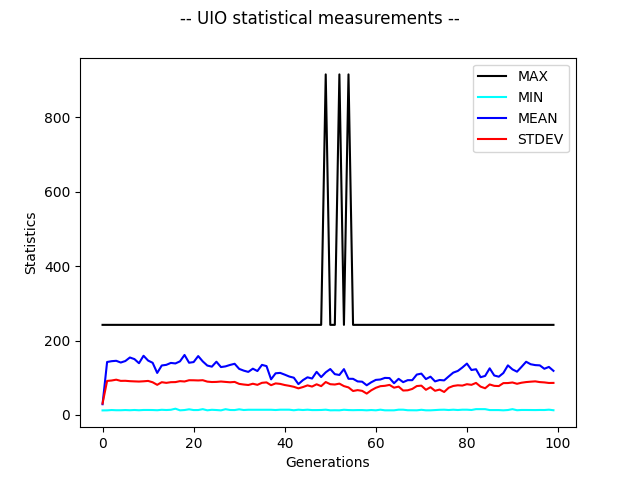 -- UIO statistical measurements --
MAX
MIN
MEAN
STDEV
Statistics
800
600
400
200
0
0 20 40 60 80 100
Generations